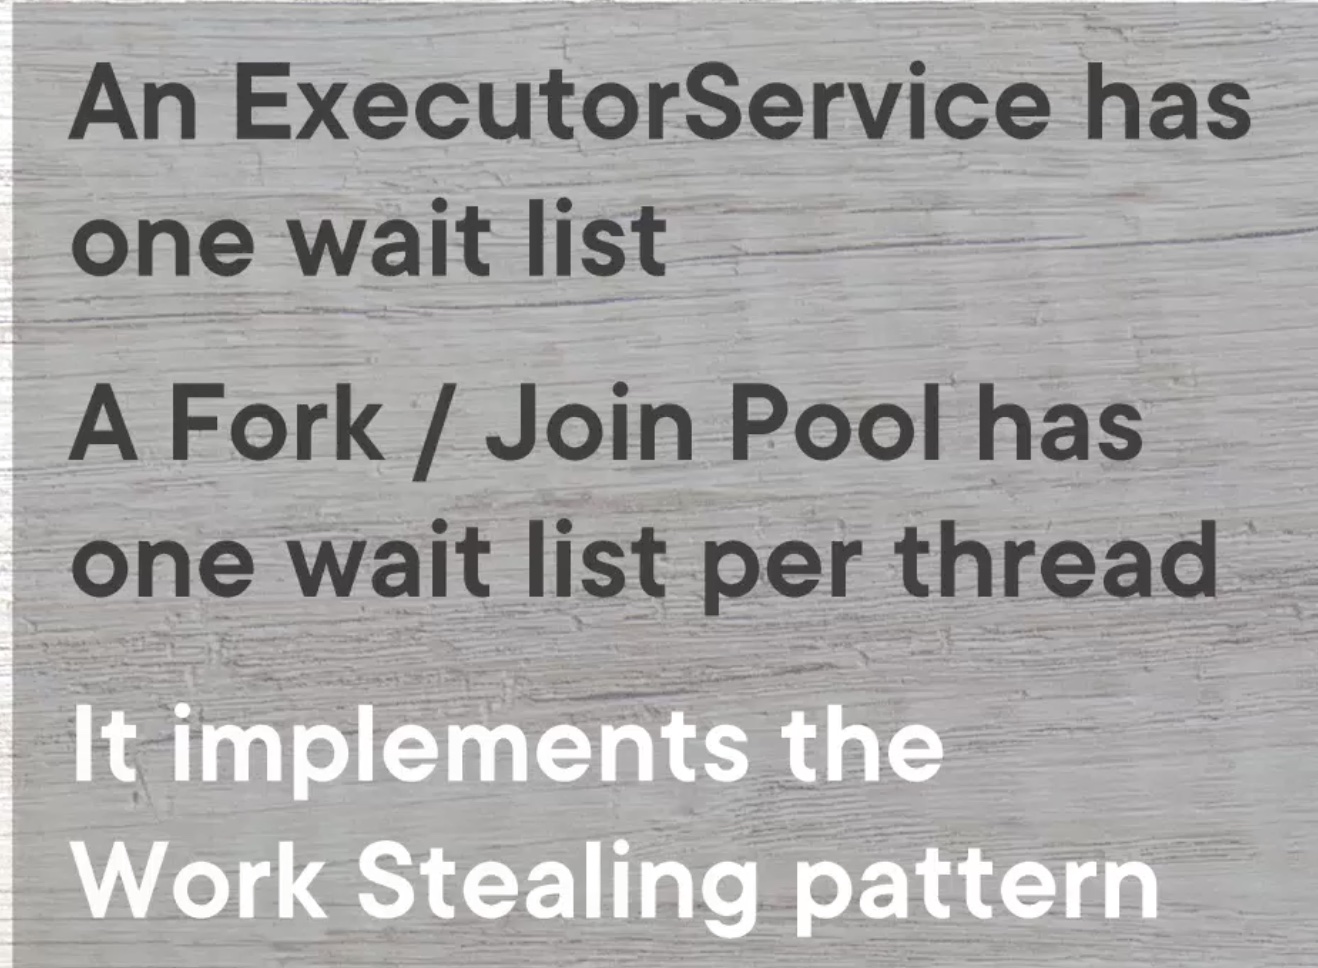 An ExecutorService has
one wait list
A Fork / Join Pool has
one wait list per thread
It implements the
Work Stealing pattern